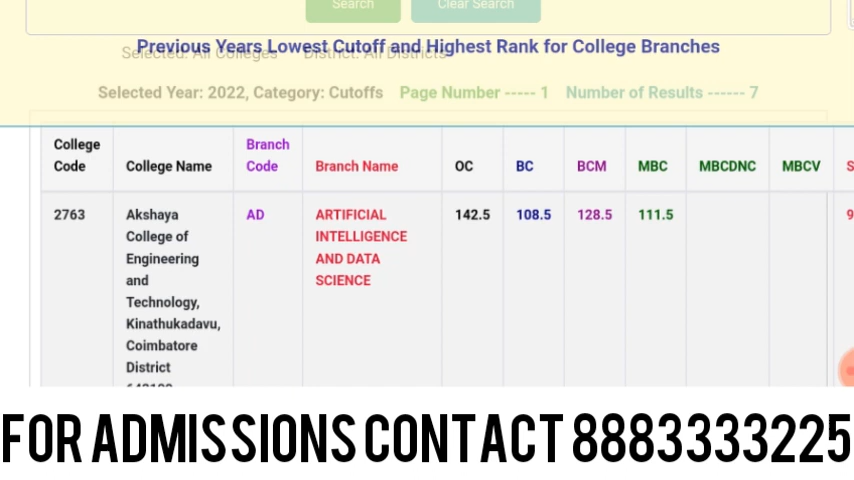 Search Clear Search
Previous Years Lowest Cutoff and Highest Rank for College Branches
Selected: All Colleges District: All Districts
Selected Year: 2022, Category: Cutoffs Page Number ----- 1 Number of Results ------ 7
College Code College Name Branch Code Branch Name OC BC BCM MBC MBCDNC MBCV S
2763 Akshaya AD ARTIFICIAL 142.5 108.5 128.5 111.5 9
College of INTELLIGENCE
Engineering AND DATA
and SCIENCE
Technology,
Kinathukadavu,
Coimbatore
District
FOR ADMISSIONS CONTACT 8883333225